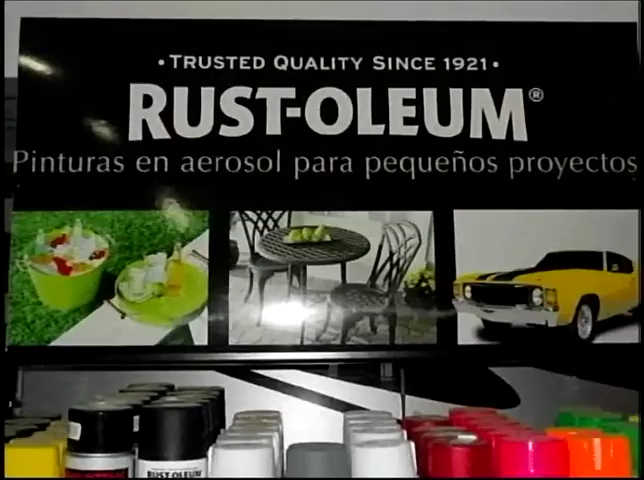 • TRUSTED QUALITY SINCE 1921 •
RUST-OLEUM®
Pinturas en aerosol para pequeños proyectos
RUST-OLEUM